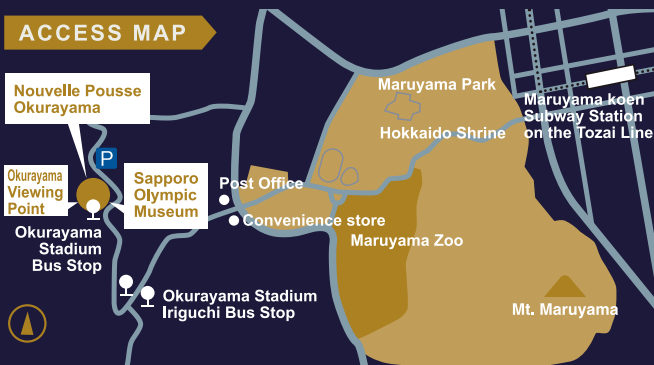 ACCESS MAP
Nouvelle Pousse
Okurayama
P
Okurayama
Viewing
Point
Sapporo
Olympic
Museum
Okurayama
Stadium
Bus Stop
Post Office
Convenience store
Okurayama Stadium
Iriguchi Bus Stop
Maruyama Park
Hokkaido Shrine
Maruyama koen
Subway Station
on the Tozai Line
Maruyama Zoo
Mt. Maruyama